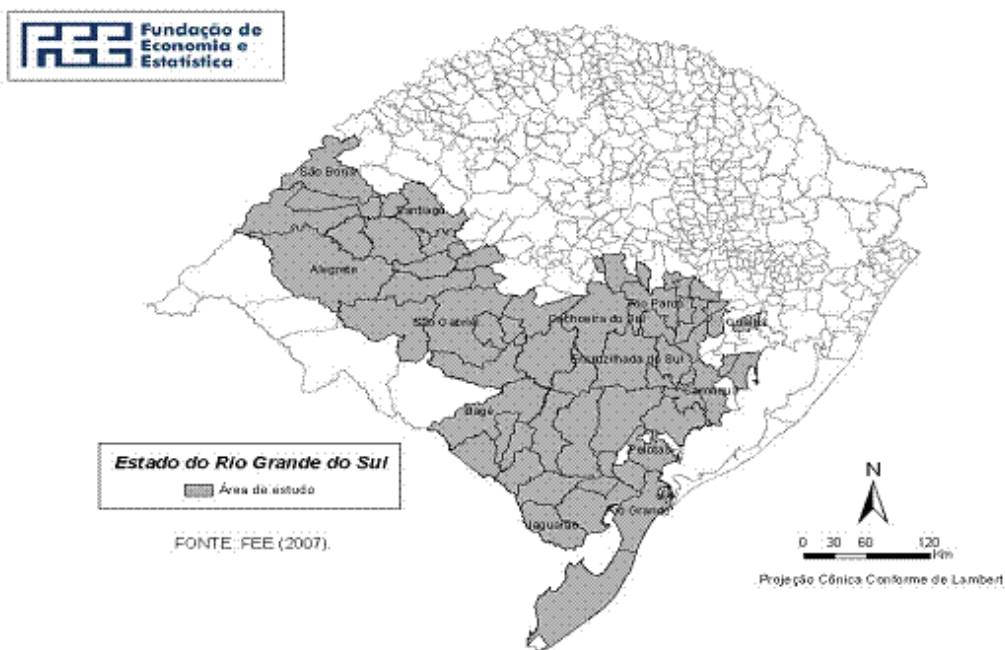 Fundação de
Economia e
Estatística
São Borja
Santiago
Alegrete
São Gabriel
Cachoeira do Sul
Rio Pardo
Guaíba
Encruzilhada do Sul
Camaquã
Bagé
Pelotas
Rio Grande
Jaguarão
Estado do Rio Grande do Sul
Área de estudo
FONTE: FEE (2007).
N
0 30 60 120
Km
Projeção Cônica Conforme de Lambert